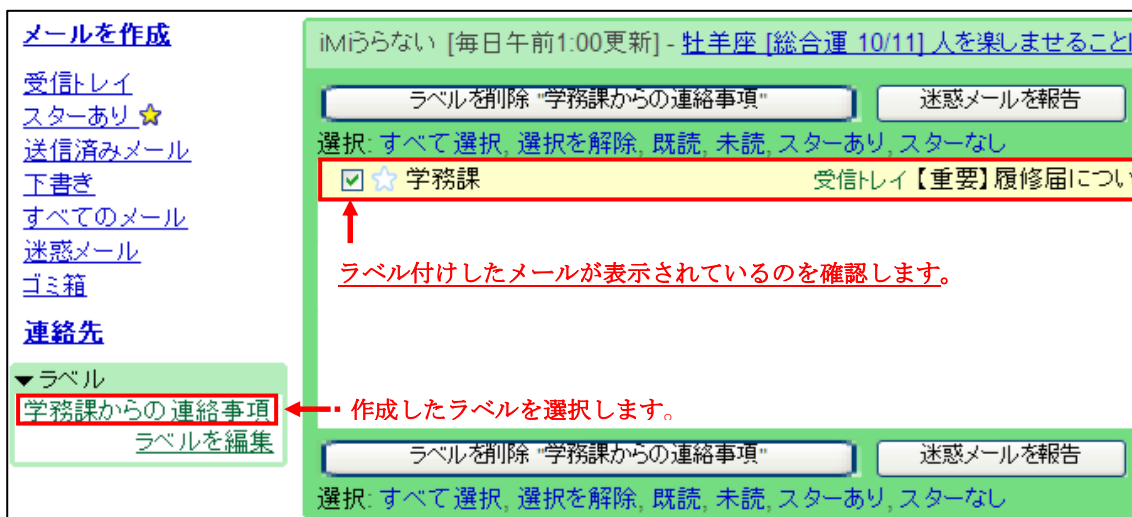 メールを作成
受信トレイ
スターあり
送信済みメール
下書き
すべてのメール
迷惑メール
ゴミ箱
連絡先
▼ラベル
学務課からの連絡事項
ラベルを編集
iMiうらない [毎日午前1:00更新] - 牡羊座 [総合運 10/11] 人を楽しませること
ラベルを削除 "学務課からの連絡事項" 迷惑メールを報告
選択: すべて選択, 選択を解除, 既読, 未読, スターあり, スターなし
学務課 受信トレイ 【重要】履修届につい
ラベル付けしたメールが表示されているのを確認します。
作成したラベルを選択します。
ラベルを削除 "学務課からの連絡事項" 迷惑メールを報告
選択: すべて選択, 選択を解除, 既読, 未読, スターあり, スターなし